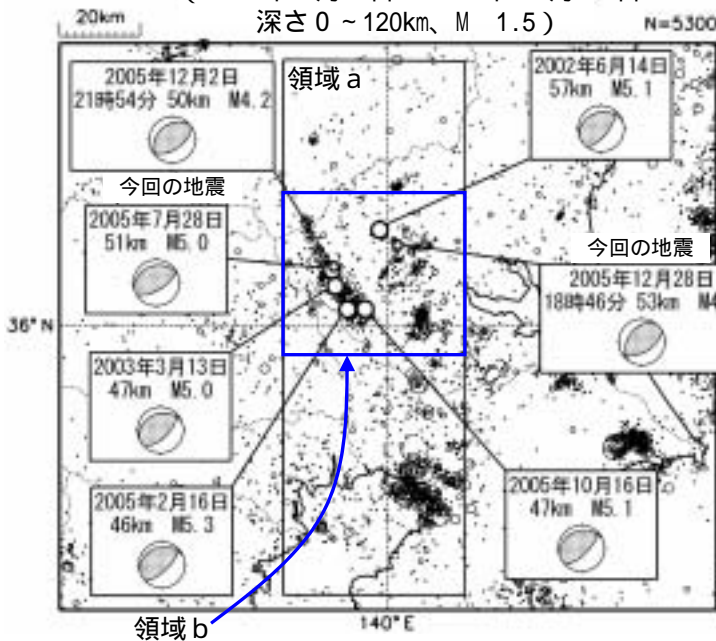 20km
深さ０~120km、M 1.5）
N=5300
2005年12月2日
21時54分 50km M4.2
領域ａ
2002年6月14日
57km M5.1
今回の地震
2005年7月28日
51km M5.0
今回の地震
2005年12月28日
18時46分 53km M4
36°N
2003年3月13日
47km M5.0
2005年2月16日
46km M5.3
2005年10月16日
47km M5.1
領域ｂ
140°E